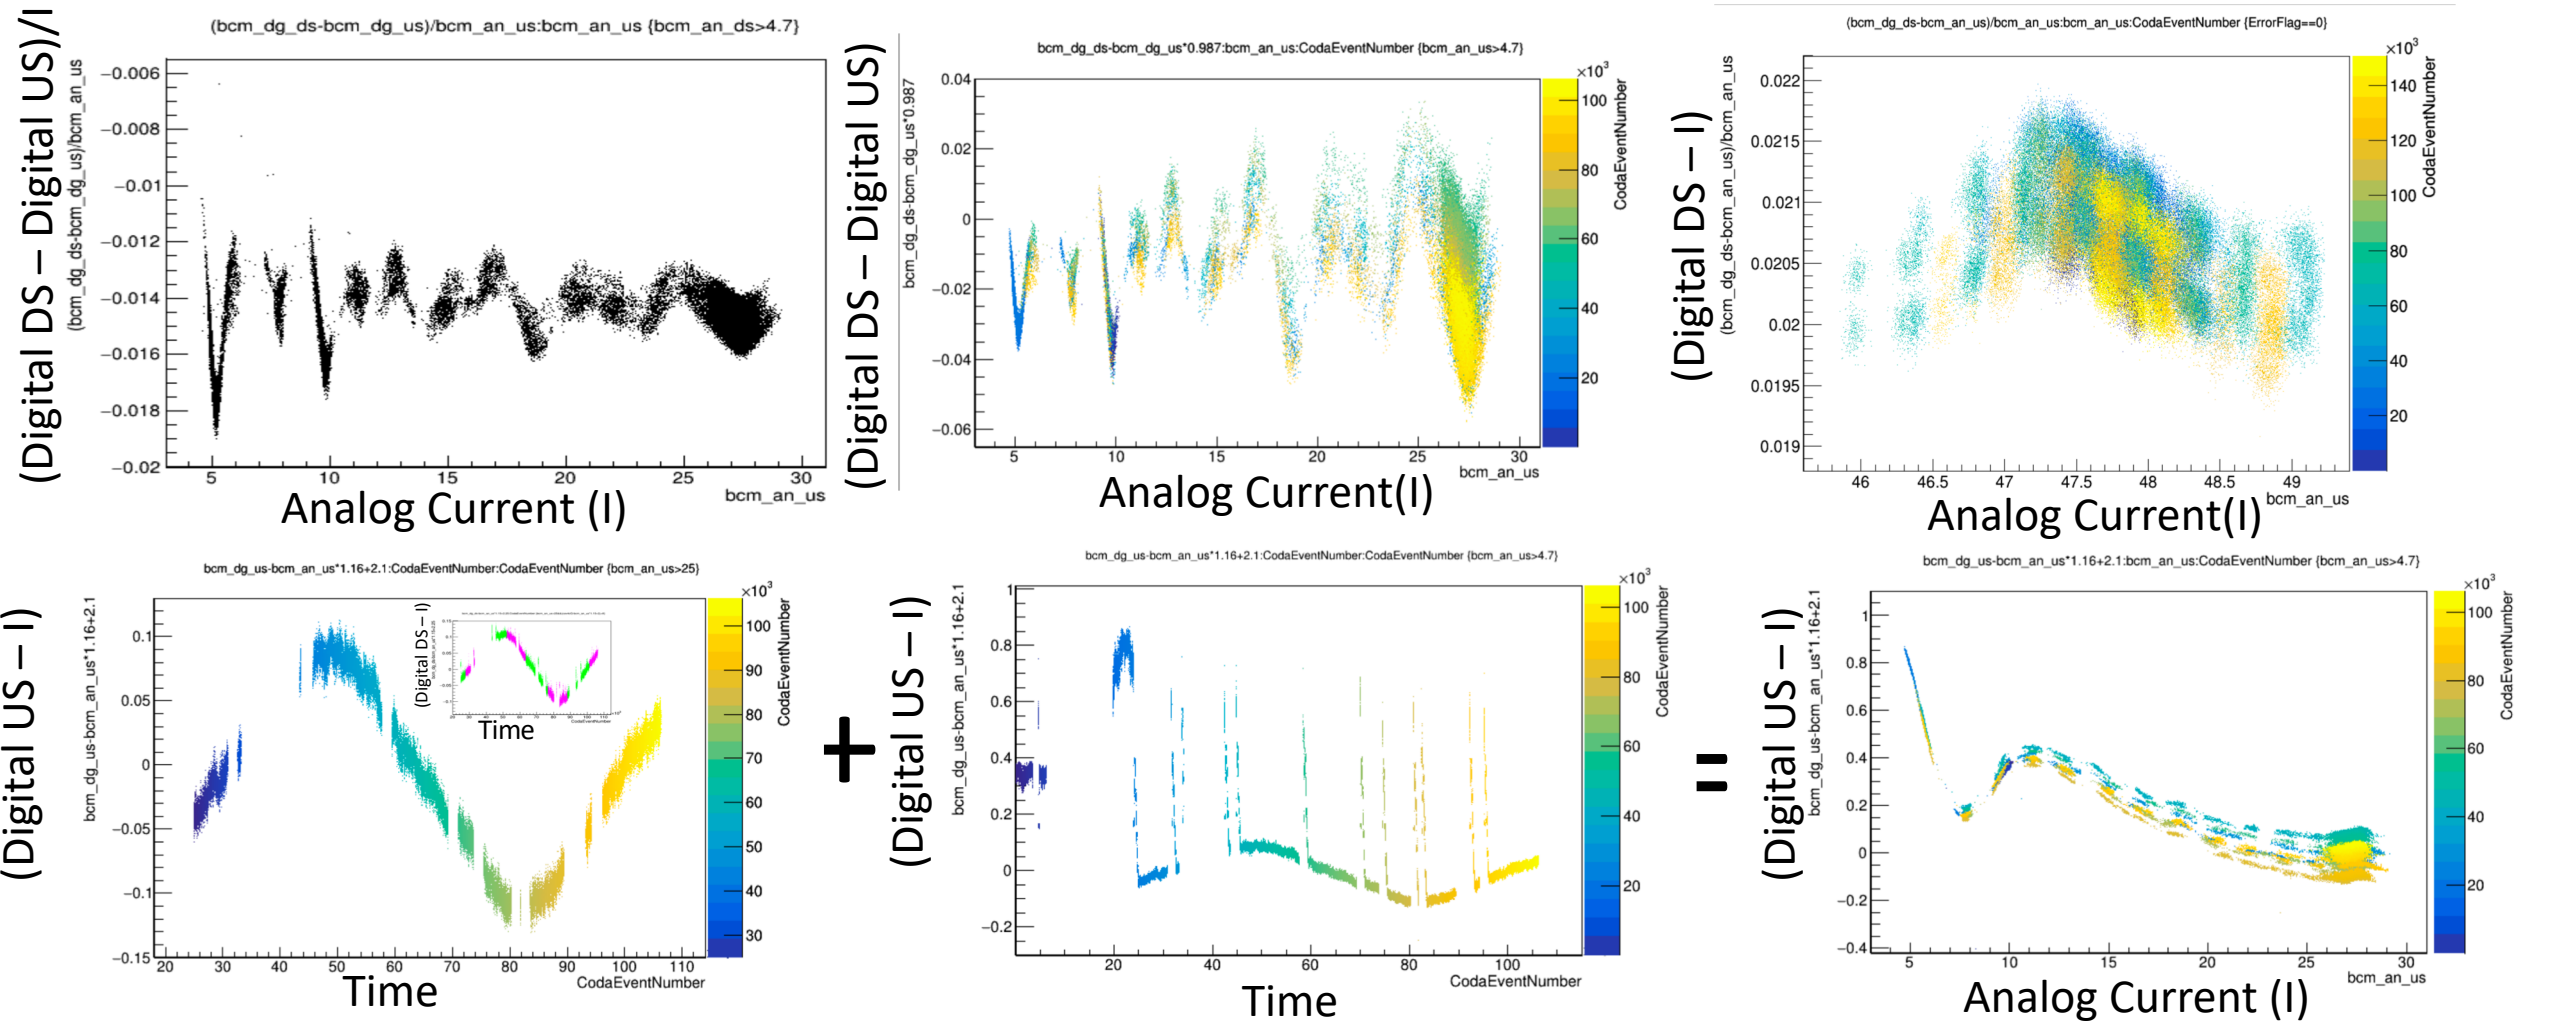 (bcm_dg_ds-bcm_dg_us)/bcm_an_us:bcm_an_us {bcm_an_ds>4.7}
(Digital DS – Digital US)/I
(bcm_dg_ds-bcm_dg_us)/bcm_an_us
−0.006
−0.008
−0.01
−0.012
−0.014
−0.016
−0.018
−0.02
5 10 15 20 25 30
bcm_an_us
Analog Current (I)
bcm_dg_ds-bcm_dg_us*0.987:bcm_an_us:CodaEventNumber {bcm_an_us>4.7}
(Digital DS – Digital US)
bcm_dg_ds-bcm_dg_us*0.987
0.04
0.02
0
−0.02
−0.04
−0.06
5 10 15 20 25 30
bcm_an_us
Analog Current(I)
×10³
100
80
60
40
20
CodaEventNumber
(bcm_dg_ds-bcm_an_us)/bcm_an_us:bcm_an_us:CodaEventNumber {ErrorFlag==0}
(Digital DS – I)
(bcm_dg_ds-bcm_an_us)/bcm_an_us
0.022
0.0215
0.021
0.0205
0.02
0.0195
0.019
46 46.5 47 47.5 48 48.5 49
bcm_an_us
Analog Current(I)
×10³
140
120
100
80
60
40
20
CodaEventNumber
bcm_dg_us-bcm_an_us*1.16+2.1:CodaEventNumber:CodaEventNumber {bcm_an_us>25}
(Digital US – I)
bcm_dg_us-bcm_an_us*1.16+2.1
0.1
0.05
0
−0.05
−0.1
−0.15
20 30 40 50 60 70 80 90 100 110
CodaEventNumber
Time
(Digital DS – I)
Time
×10³
100
90
80
70
60
50
40
30
CodaEventNumber
+
bcm_dg_us-bcm_an_us*1.16+2.1:CodaEventNumber:CodaEventNumber {bcm_an_us>4.7}
(Digital US – I)
bcm_dg_us-bcm_an_us*1.16+2.1
1
0.8
0.6
0.4
0.2
0
−0.2
20 40 60 80 100
CodaEventNumber
Time
×10³
100
80
60
40
20
CodaEventNumber
=
bcm_dg_us-bcm_an_us*1.16+2.1:bcm_an_us:CodaEventNumber {bcm_an_us>4.7}
(Digital US – I)
bcm_dg_us-bcm_an_us*1.16+2.1
1
0.8
0.6
0.4
0.2
0
−0.2
−0.4
5 10 15 20 25 30
bcm_an_us
Analog Current (I)
×10³
100
80
60
40
20
CodaEventNumber